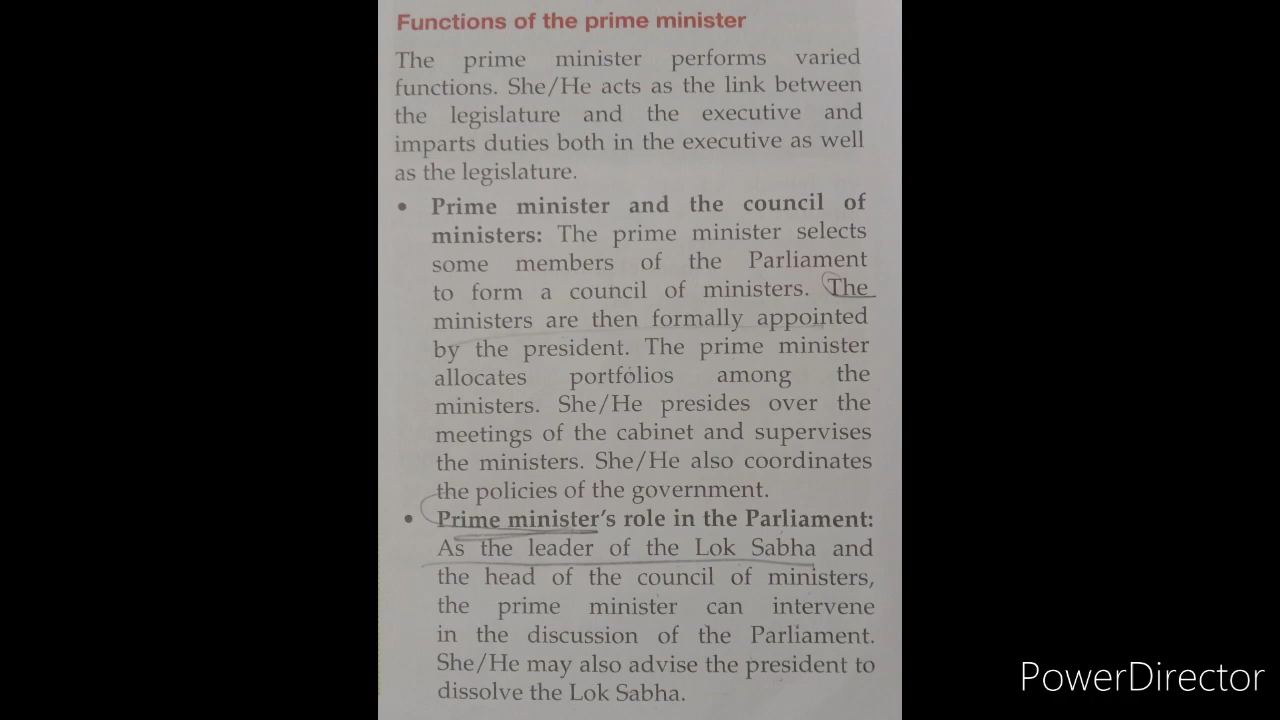 Functions of the prime minister
The prime minister performs varied
functions. She/He acts as the link between
the legislature and the executive and
imparts duties both in the executive as well
as the legislature.
• Prime minister and the council of
ministers: The prime minister selects
some members of the Parliament
to form a council of ministers. The
ministers are then formally appointed
by the president. The prime minister
allocates portfolios among the
ministers. She/He presides over the
meetings of the cabinet and supervises
the ministers. She/He also coordinates
the policies of the government.
• Prime minister's role in the Parliament:
As the leader of the Lok Sabha and
the head of the council of ministers,
the prime minister can intervene
in the discussion of the Parliament.
She/He may also advise the president to
dissolve the Lok Sabha.
PowerDirector